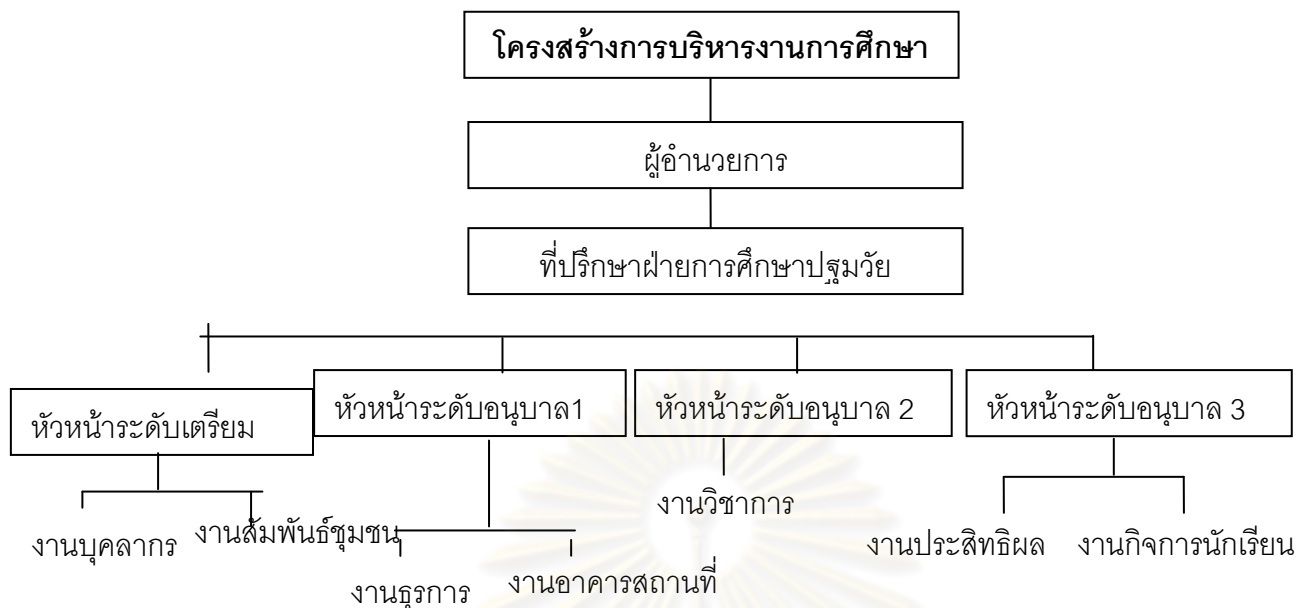 โครงสร้างการบริหารงานการศึกษา
ผู้อำนวยการ
ที่ปรึกษาฝ่ายการศึกษาปฐมวัย
หัวหน้าระดับเตรียม
หัวหน้าระดับอนุบาล1
หัวหน้าระดับอนุบาล 2
หัวหน้าระดับอนุบาล 3
งานบุคลากร
งานสัมพันธ์ชุมชน
งานธุรการ
งานอาคารสถานที่
งานวิชาการ
งานประสิทธิผล
งานกิจการนักเรียน